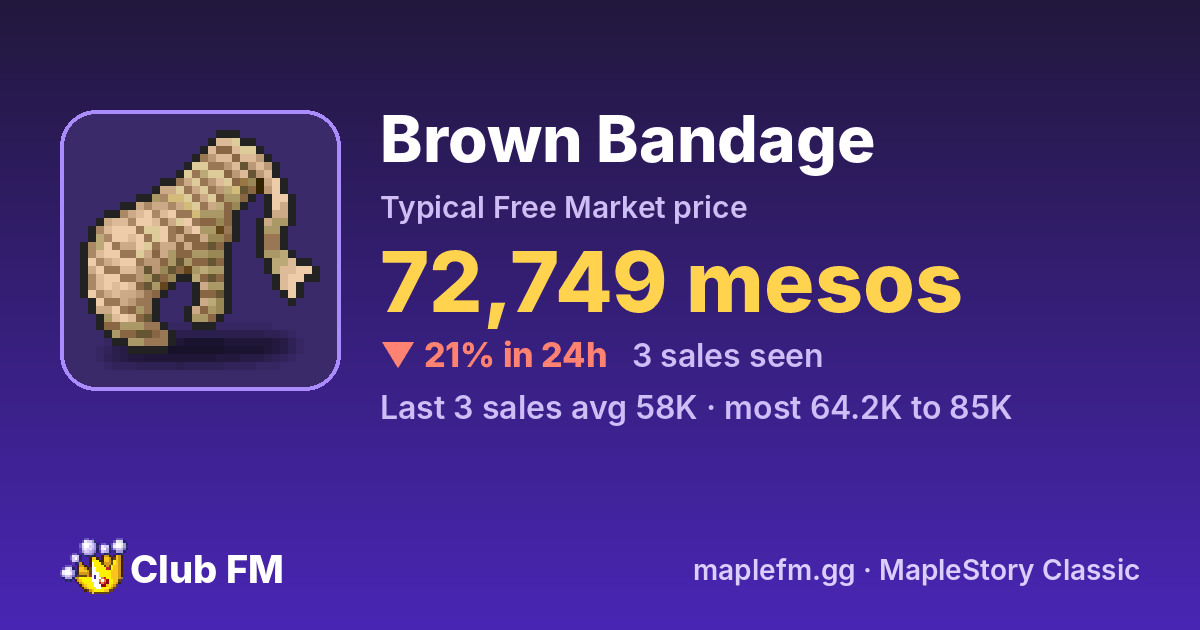 Brown Bandage
Typical Free Market price
72,749 mesos
▼ 21% in 24h 3 sales seen
Last 3 sales avg 58K · most 64.2K to 85K
Club FM
maplefm.gg · MapleStory Classic